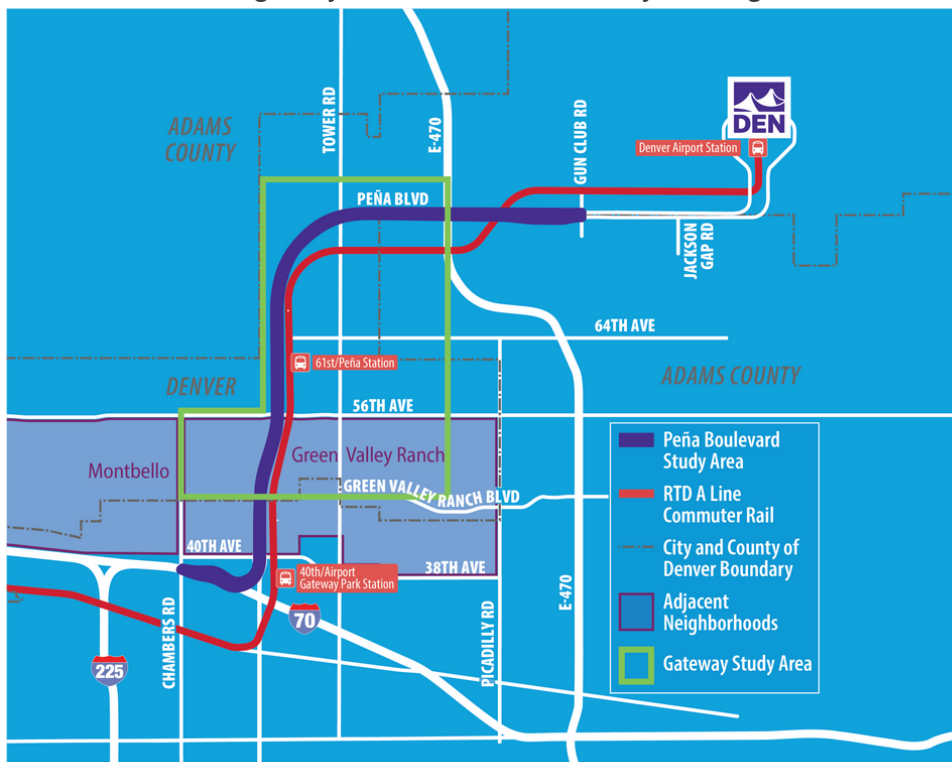 ADAMS
COUNTY
TOWER RD
E-470
GUN CLUB RD
DEN
Denver Airport Station
PEÑA BLVD
JACKSON
GAP RD
64TH AVE
61st/Peña Station
DENVER
ADAMS COUNTY
56TH AVE
Montbello
Green Valley Ranch
GREEN VALLEY RANCH BLVD
40TH AVE
38TH AVE
40th/Airport
Gateway Park Station
E-470
70
225
CHAMBERS RD
PICADILLY RD
Peña Boulevard
Study Area
RTD A Line
Commuter Rail
City and County of
Denver Boundary
Adjacent
Neighborhoods
Gateway Study Area